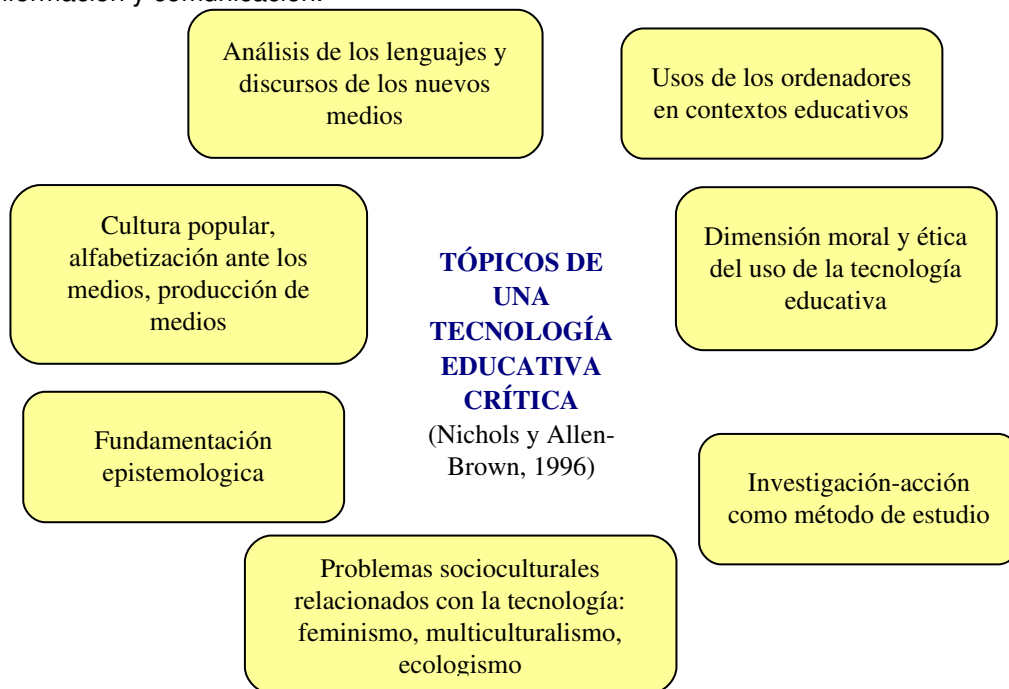 nformación y comunicación.
Análisis de los lenguajes y
discursos de los nuevos
medios
Usos de los ordenadores
en contextos educativos
Cultura popular,
alfabetización ante los
medios, producción de
medios
TÓPICOS DE
UNA
TECNOLOGÍA
EDUCATIVA
CRÍTICA
(Nichols y Allen-
Brown, 1996)
Dimensión moral y ética
del uso de la tecnología
educativa
Fundamentación
epistemologica
Investigación-acción
como método de estudio
Problemas socioculturales
relacionados con la tecnología:
feminismo, multiculturalismo,
ecologismo